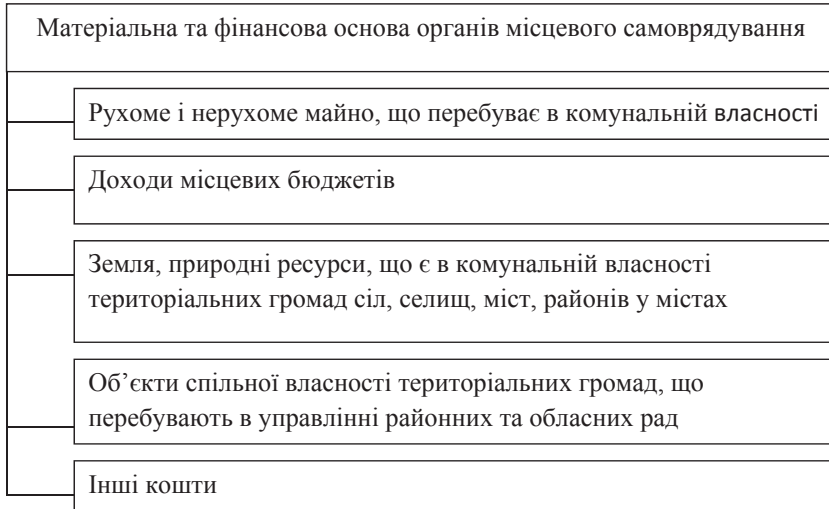 Матеріальна та фінансова основа органів місцевого самоврядування
Рухоме і нерухоме майно, що перебуває в комунальній власності
Доходи місцевих бюджетів
Земля, природні ресурси, що є в комунальній власності
територіальних громад сіл, селищ, міст, районів у містах
Об’єкти спільної власності територіальних громад, що
перебувають в управлінні районних та обласних рад
Інші кошти